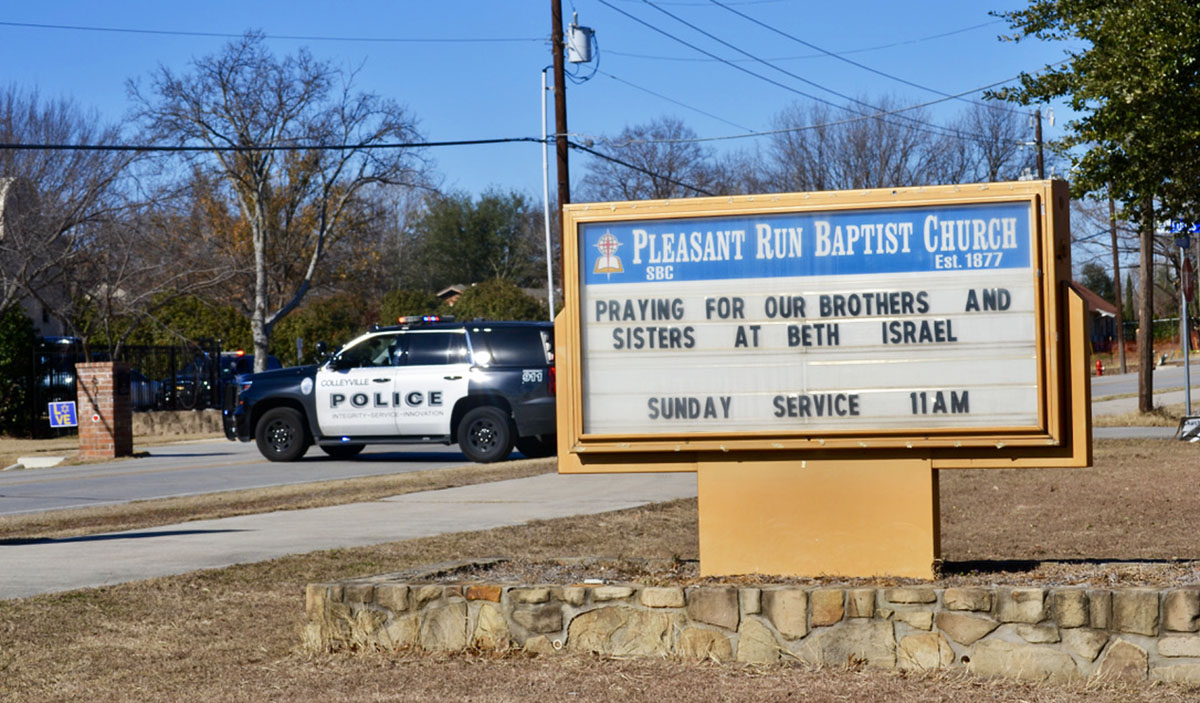 PLEASANT RUN BAPTIST CHURCH
SBC
EST. 1877
PRAYING FOR OUR BROTHERS AND
SISTERS AT BETH ISRAEL
SUNDAY SERVICE 11AM
COLLEYVILLE
POLICE
INTEGRITY-SERVICE-INNOVATION
911